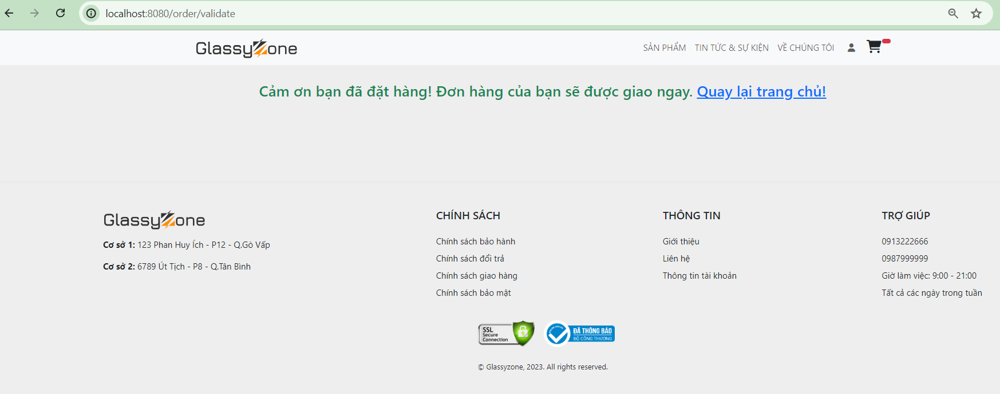 localhost:8080/order/validate
GlassyZone
SẢN PHẨM TIN TỨC & SỰ KIỆN VỀ CHÚNG TÔI
Cảm ơn bạn đã đặt hàng! Đơn hàng của bạn sẽ được giao ngay. Quay lại trang chủ!
GlassyZone
Cơ sở 1: 123 Phan Huy Ích - P12 - Q.Gò Vấp
Cơ sở 2: 6789 Út Tịch - P8 - Q.Tân Bình
CHÍNH SÁCH
Chính sách bảo hành
Chính sách đổi trả
Chính sách giao hàng
Chính sách bảo mật
THÔNG TIN
Giới thiệu
Liên hệ
Thông tin tài khoản
TRỢ GIÚP
0913222666
0987999999
Giờ làm việc: 9:00 - 21:00
Tất cả các ngày trong tuần
SSL
Secure
Connection
ĐÃ THÔNG BÁO
BỘ CÔNG THƯƠNG
© Glassyzone, 2023. All rights reserved.